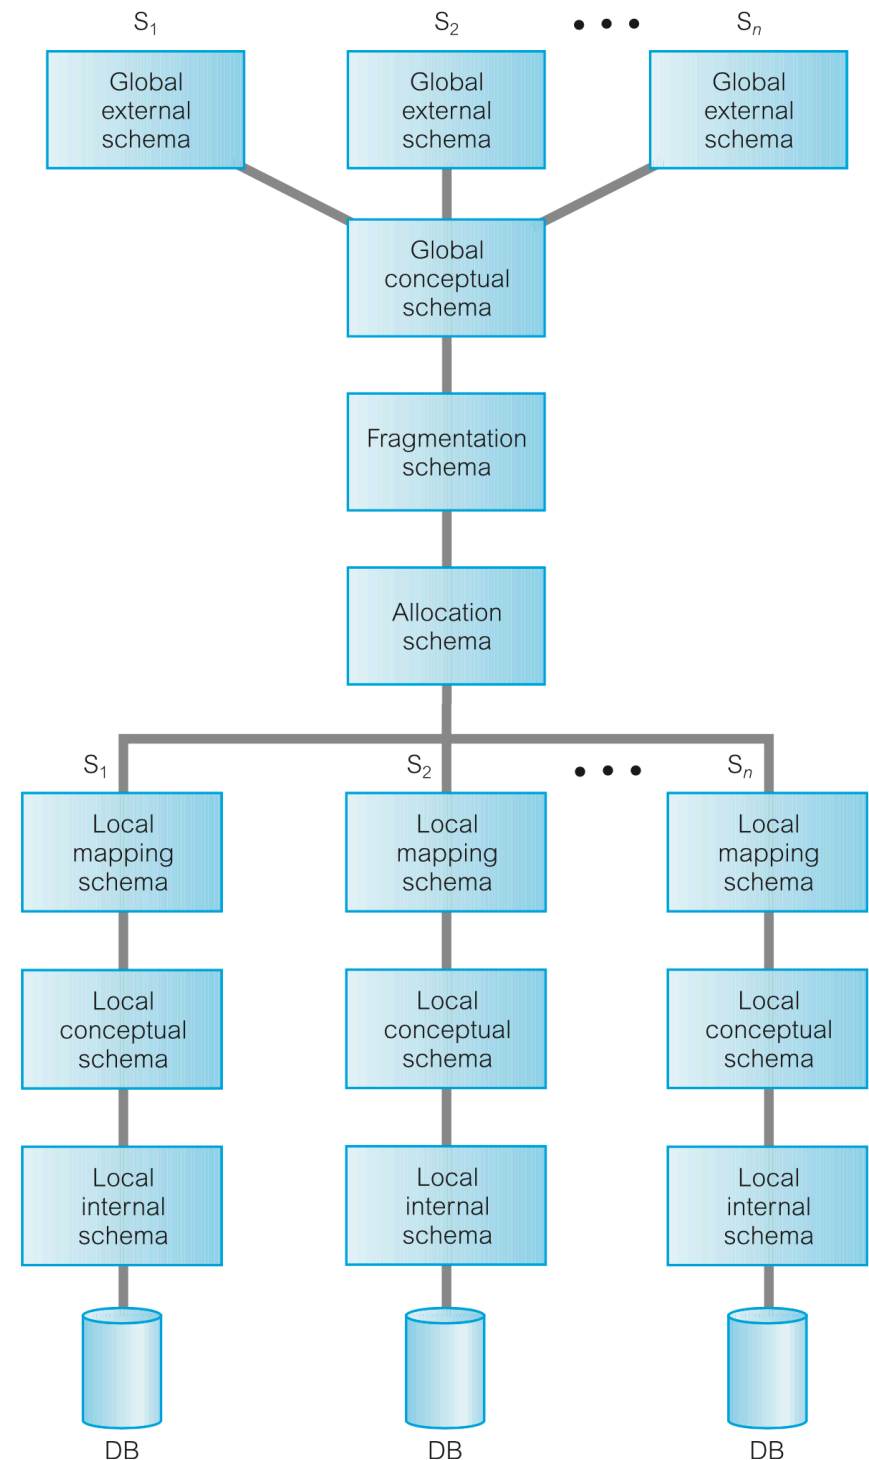 S1 S2 • • • Sn
Global
external
schema
Global
external
schema
Global
external
schema
Global
conceptual
schema
Fragmentation
schema
Allocation
schema
S1 S2 • • • Sn
Local
mapping
schema
Local
mapping
schema
Local
mapping
schema
Local
conceptual
schema
Local
conceptual
schema
Local
conceptual
schema
Local
internal
schema
Local
internal
schema
Local
internal
schema
DB DB DB